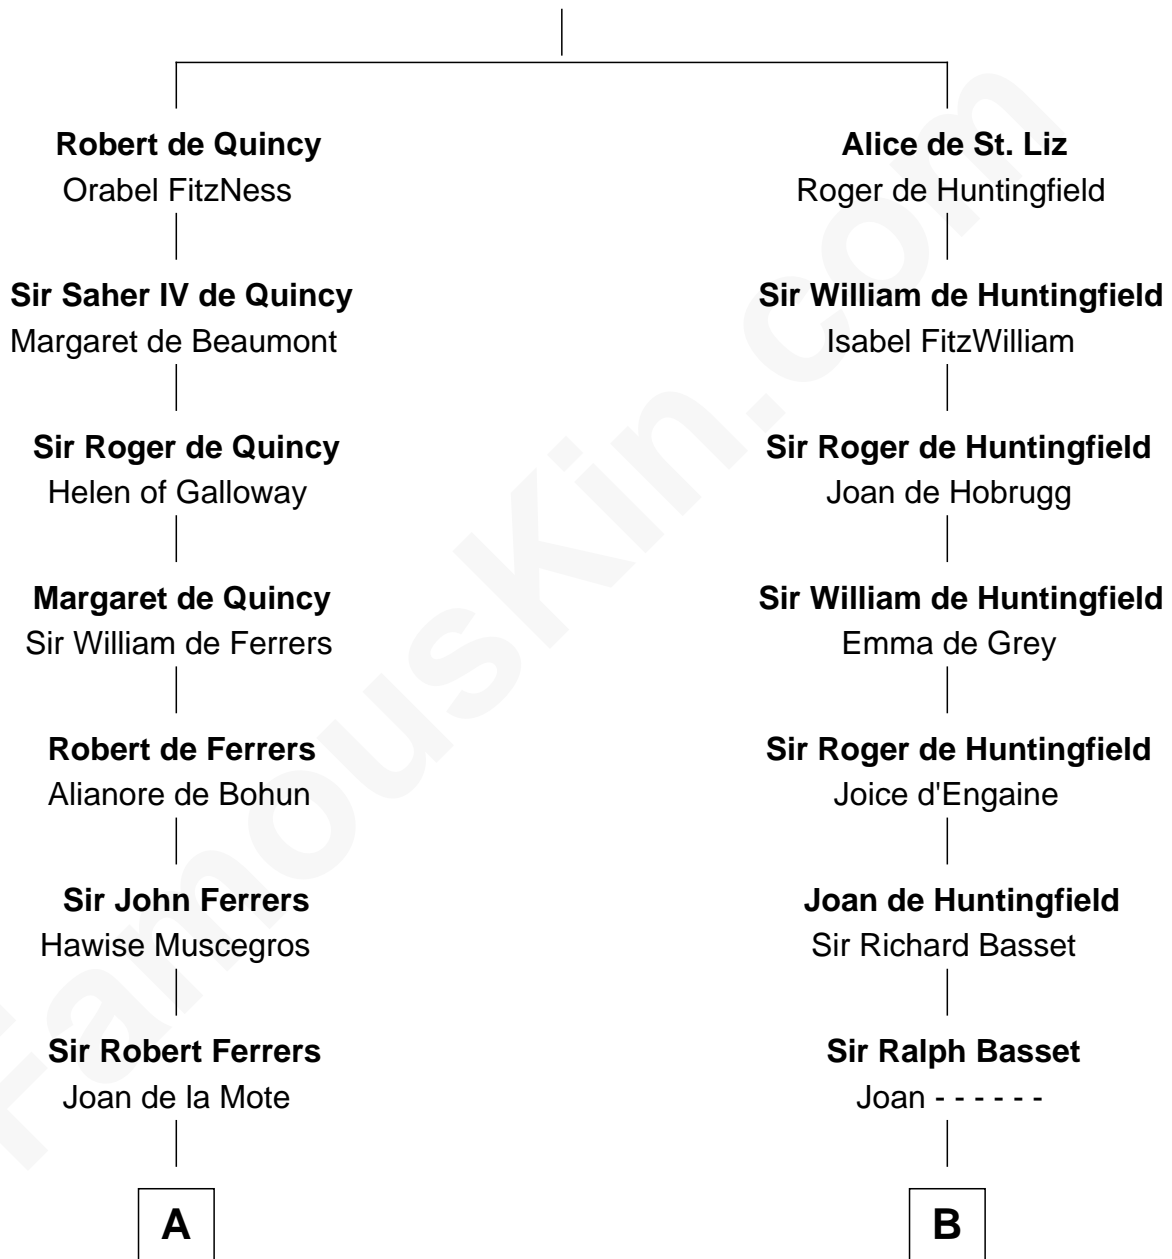 Robert de Quincy
Orabel FitzNess
Sir Saher IV de Quincy
Margaret de Beaumont
Sir Roger de Quincy
Helen of Galloway
Margaret de Quincy
Sir William de Ferrers
Robert de Ferrers
Alianore de Bohun
Sir John Ferrers
Hawise Muscegros
Sir Robert Ferrers
Joan de la Mote
A
Alice de St. Liz
Roger de Huntingfield
Sir William de Huntingfield
Isabel FitzWilliam
Sir Roger de Huntingfield
Joan de Hobrugg
Sir William de Huntingfield
Emma de Grey
Sir Roger de Huntingfield
Joice d'Engaine
Joan de Huntingfield
Sir Richard Basset
Sir Ralph Basset
Joan - - - - - -
B
FamousKin.com